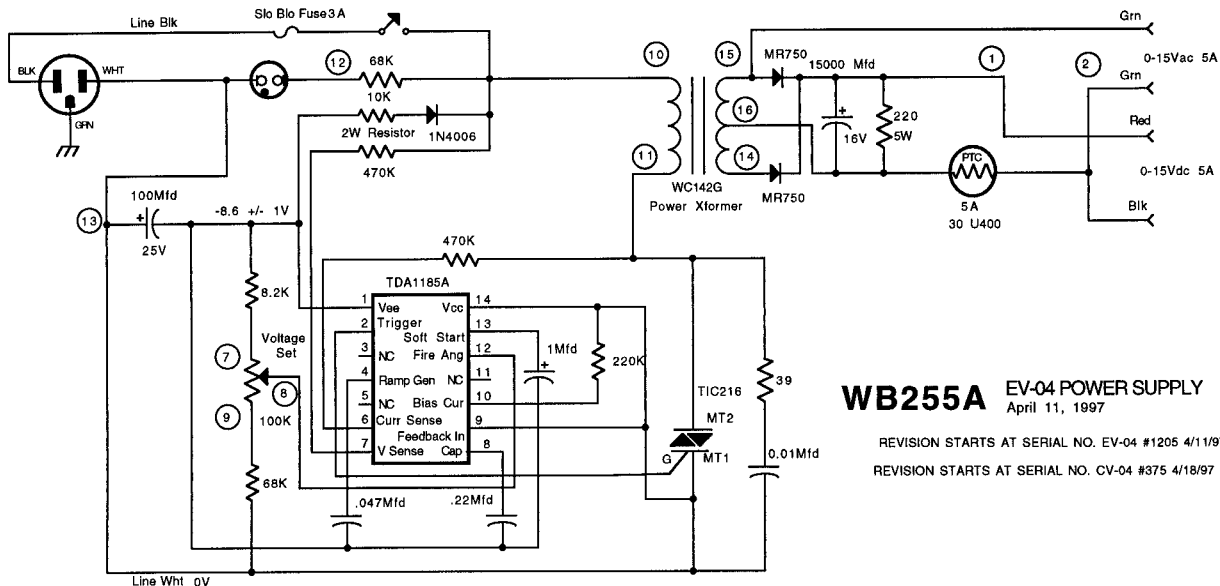 Line Blk
Slo Blo Fuse 3 A
Grn
BLK
WHT
GRN
12
68K
10K
2W Resistor
1N4006
470K
10
11
15
16
14
MR750
MR750
WC142G
Power Xformer
15000 Mfd
16V
220
5W
1
2
0-15Vac 5A
Grn
Red
0-15Vdc 5A
Blk
PTC
5A
30 U400
13
100Mfd
+
25V
-8.6 +/- 1V
8.2K
Voltage
Set
7
8
9
100K
68K
470K
TDA1185A
1 Vee Vcc 14
2 Trigger
Soft Start 13
3 NC Fire Ang 12
4 Ramp Gen NC 11
5 NC Bias Cur 10
6 Curr Sense 9
Feedback In
7 V Sense Cap 8
1Mfd
+
220K
TIC216
MT2
G
MT1
39
0.01Mfd
.047Mfd
.22Mfd
Line Wht 0V
WB255A EV-04 POWER SUPPLY
April 11, 1997
REVISION STARTS AT SERIAL NO. EV-04 #1205 4/11/9
REVISION STARTS AT SERIAL NO. CV-04 #375 4/18/97